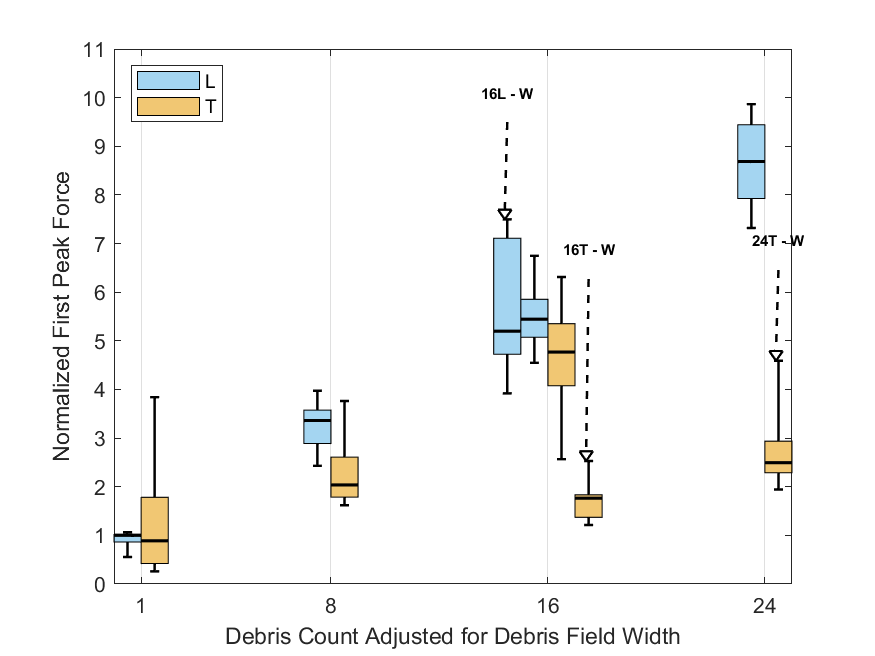 11
10
9
8
7
6
5
4
3
2
1
0
Normalized First Peak Force
L
T
16L - W
16T - W
24T - W
1
8
16
24
Debris Count Adjusted for Debris Field Width